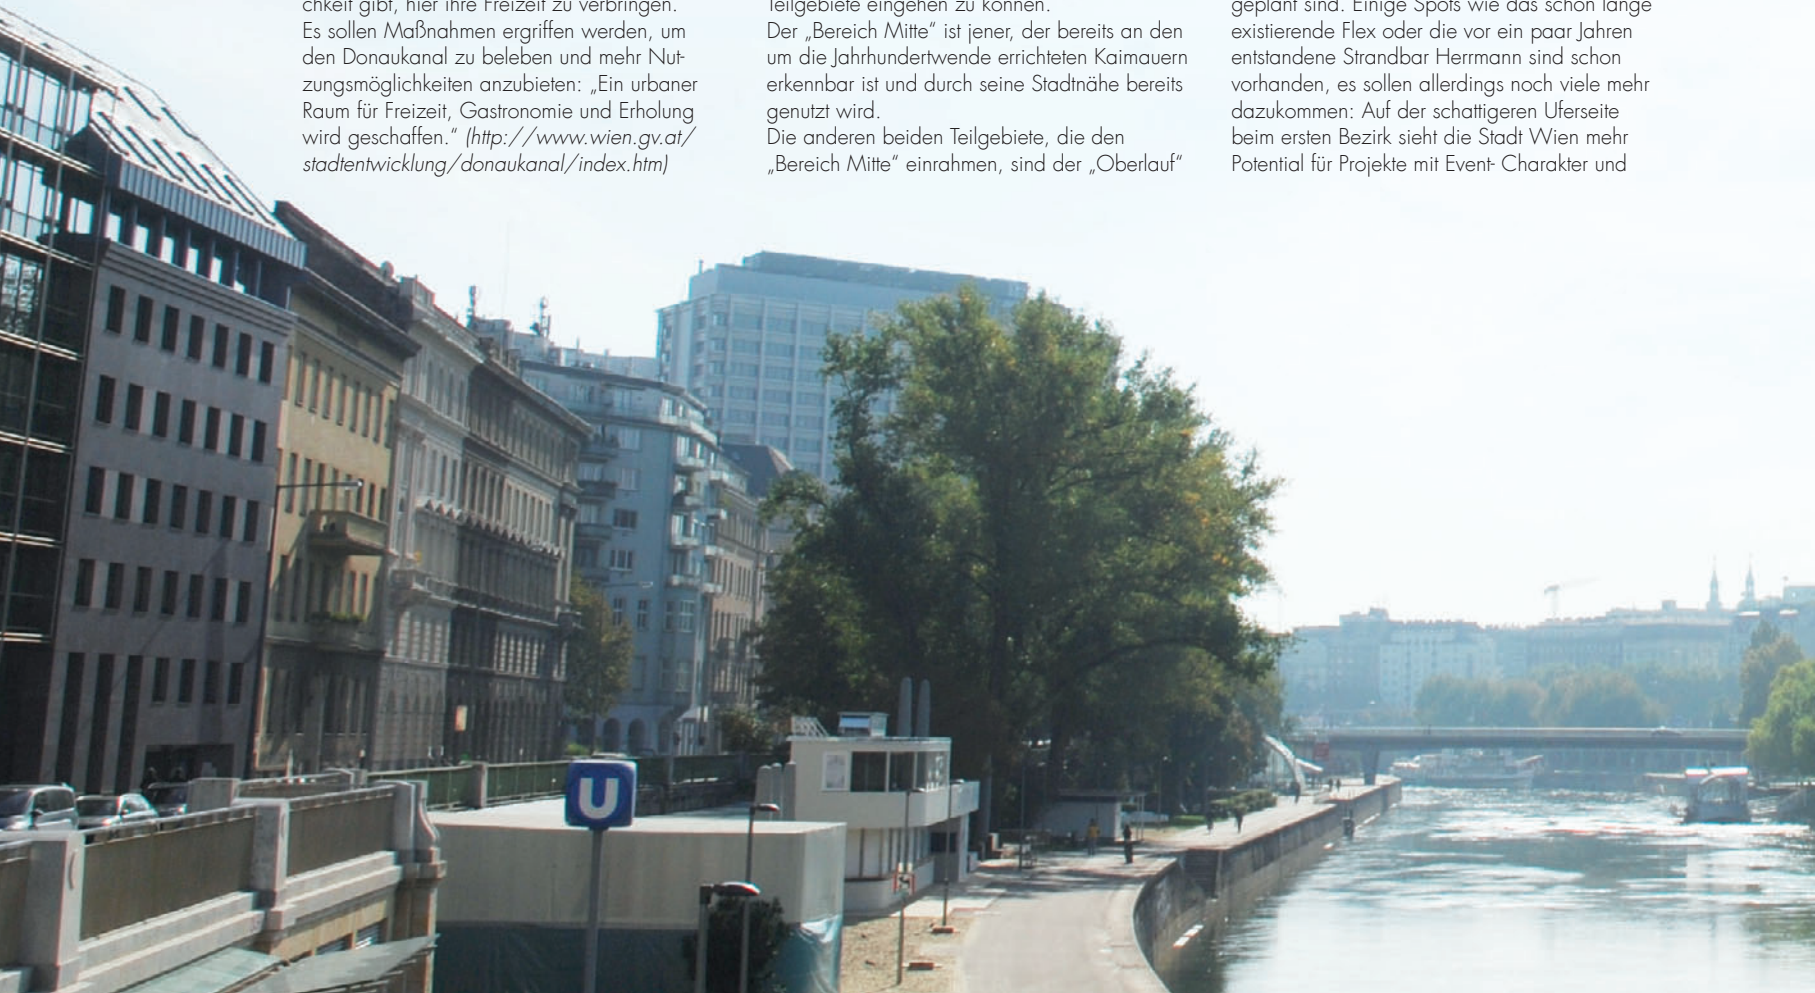 chkeit gibt, hier ihre Freizeit zu verbringen.
Es sollen Maßnahmen ergriffen werden, um
den Donaukanal zu beleben und mehr Nut-
zungsmöglichkeiten anzubieten: „Ein urbaner
Raum für Freizeit, Gastronomie und Erholung
wird geschaffen.“ (http://www.wien.gv.at/
stadtentwicklung/donaukanal/index.htm)
Teilgebiete eingehen zu können.
Der „Bereich Mitte“ ist jener, der bereits an den
um die Jahrhundertwende errichteten Kaimauern
erkennbar ist und durch seine Stadtnähe bereits
genutzt wird.
Die anderen beiden Teilgebiete, die den
„Bereich Mitte“ einrahmen, sind der „Oberlauf“
geplant sind. Einige Spots wie das schon lange
existierende Flex oder die vor ein paar Jahren
entstandene Strandbar Herrmann sind schon
vorhanden, es sollen allerdings noch viele mehr
dazukommen: Auf der schattigeren Uferseite
beim ersten Bezirk sieht die Stadt Wien mehr
Potential für Projekte mit Event- Charakter und
U